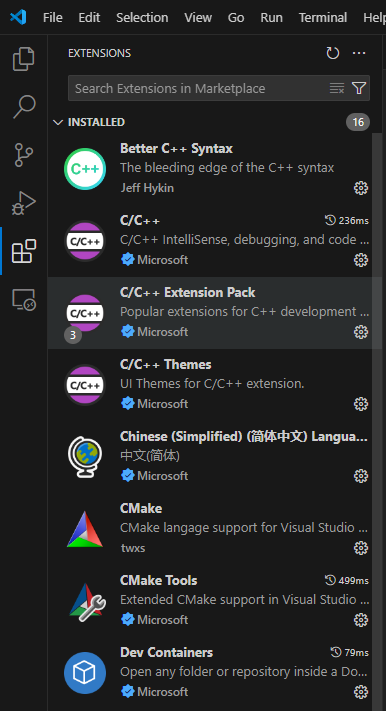 File Edit Selection View Go Run Terminal Help
EXTENSIONS
Search Extensions in Marketplace
INSTALLED 16
Better C++ Syntax
The bleeding edge of the C++ syntax
Jeff Hykin
C++
C/C++ 236ms
C/C++ IntelliSense, debugging, and code ...
Microsoft
C/C++
C/C++ Extension Pack
Popular extensions for C++ development ...
Microsoft
C/C++
3
C/C++ Themes
UI Themes for C/C++ extension.
Microsoft
C/C++
Chinese (Simplified) (简体中文) Langua...
中文(简体)
Microsoft
CMake
CMake langage support for Visual Studio ...
twxs
CMake Tools 499ms
Extended CMake support in Visual Studio ...
Microsoft
Dev Containers 79ms
Open any folder or repository inside a Do...
Microsoft